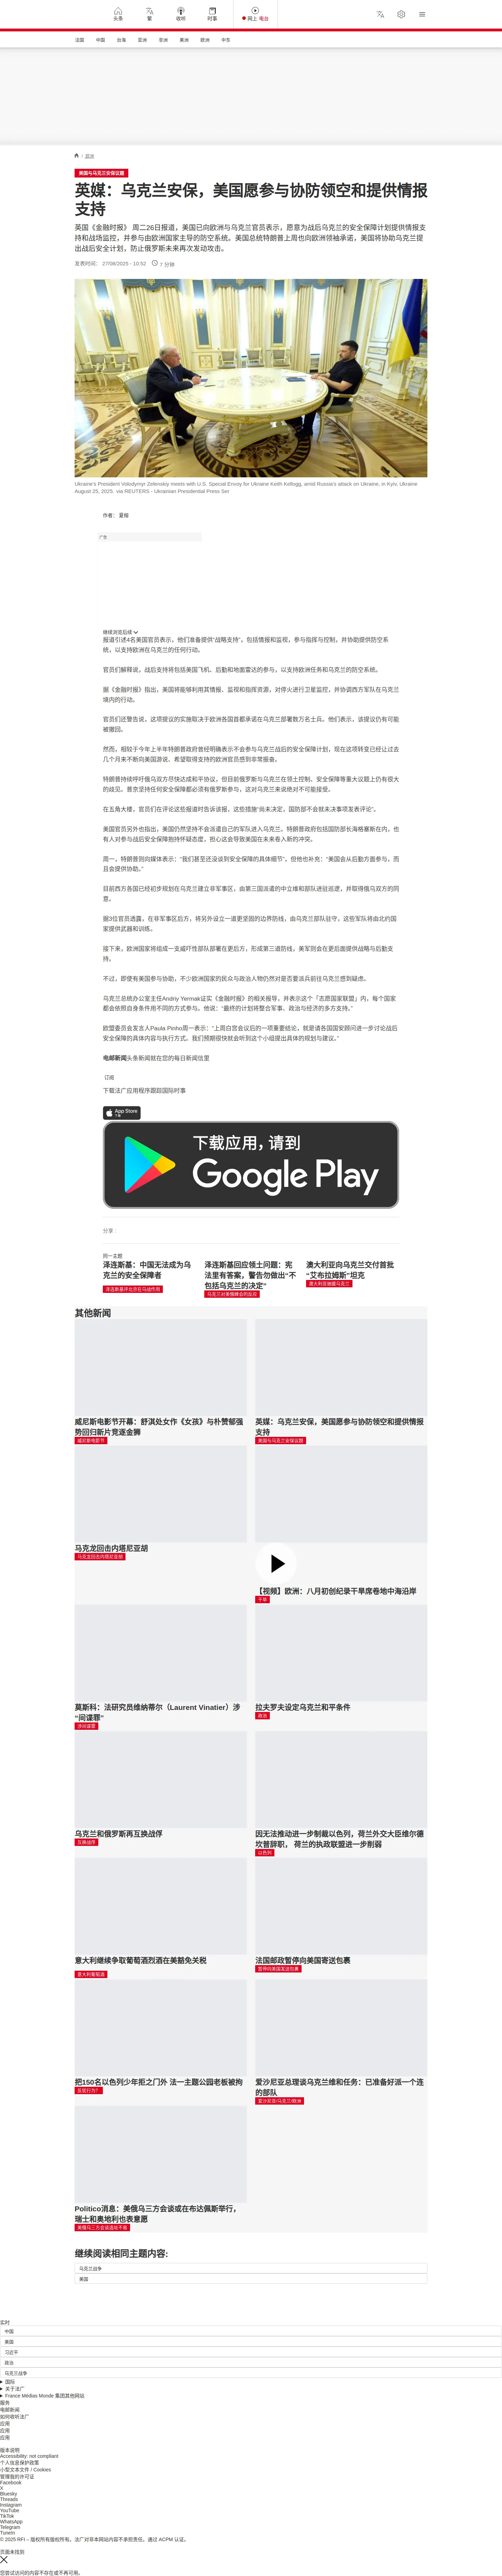 头条
繁
收听
时事
网上 电台
法国
中国
台海
亚洲
非洲
美洲
欧洲
中东
/ 欧洲
美国与乌克兰安保议题
英媒：乌克兰安保，美国愿参与协防领空和提供情报
支持
英国《金融时报》 周二26日报道，美国已向欧洲与乌克兰官员表示，愿意为战后乌克兰的安全保障计划提供情报支
持和战场监控，并参与由欧洲国家主导的防空系统。美国总统特朗普上周也向欧洲领袖承诺，美国将协助乌克兰提
出战后安全计划，防止俄罗斯未来再次发动攻击。
发表时间： 27/08/2025 - 10:52
7 分钟
Ukraine's President Volodymyr Zelenskiy meets with U.S. Special Envoy for Ukraine Keith Kellogg, amid Russia's attack on Ukraine, in Kyiv, Ukraine
August 25, 2025. via REUTERS - Ukrainian Presidential Press Ser
作者： 夏榕
广告
继续浏览后续
报道引述4名美国官员表示，他们准备提供“战略支持”，包括情报和监视，参与指挥与控制，并协助提供防空系
统，以支持欧洲在乌克兰的任何行动。
官员们解释说，战后支持将包括美国飞机、后勤和地面雷达的参与，以支持欧洲任务和乌克兰的防空系统。
据《金融时报》指出，美国将能够利用其情报、监视和指挥资源，对停火进行卫星监控，并协调西方军队在乌克兰
境内的行动。
官员们还警告说，这项提议的实施取决于欧洲各国首都承诺在乌克兰部署数万名士兵。他们表示，该提议仍有可能
被撤回。
然而，相较于今年上半年特朗普政府曾经明确表示不会参与乌克兰战后的安全保障计划，现在这项转变已经让过去
几个月来不断向美国游说、希望取得支持的欧洲官员感到非常振奋。
特朗普持续呼吁俄乌双方尽快达成和平协议，但目前俄罗斯与乌克兰在领土控制、安全保障等重大议题上仍有很大
的歧见。普京坚持任何安全保障都必须有俄罗斯参与，这对乌克兰来说绝对不可能接受。
在五角大楼，官员们在评论这些报道时告诉该报，这些措施“尚未决定，国防部不会就未决事项发表评论”。
美国官员另外也指出，美国仍然坚持不会派遣自己的军队进入乌克兰。特朗普政府包括国防部长海格塞斯在内，也
有人对参与战后安全保障抱持怀疑态度，担心这会导致美国在未来卷入新的冲突。
周一，特朗普则向媒体表示：“我们甚至还没谈到安全保障的具体细节”，但他也补充：“美国会从后勤方面参与，而
且会提供协助。”
目前西方各国已经初步规划在乌克兰建立非军事区，由第三国派遣的中立维和部队进驻巡逻，并取得俄乌双方的同
意。
据3位官员透露，在非军事区后方，将另外设立一道更坚固的边界防线，由乌克兰部队驻守，这些军队将由北约国
家提供武器和训练。
接下来，欧洲国家将组成一支威吓性部队部署在更后方，形成第三道防线，美军则会在更后面提供战略与后勤支
持。
不过，即便有美国参与协助，不少欧洲国家的民众与政治人物仍然对是否要派兵前往乌克兰感到疑虑。
乌克兰总统办公室主任Andriy Yermak证实《金融时报》的相关报导，并表示这个「志愿国家联盟」内，每个国家
都会依照自身条件用不同的方式参与。他说：“最终的计划将整合军事、政治与经济的多方支持。”
欧盟委员会发言人Paula Pinho周一表示：“上周白宫会议后的一项重要结论，就是请各国国安顾问进一步讨论战后
安全保障的具体内容与执行方式。我们预期很快就会听到这个小组提出具体的规划与建议。”
电邮新闻头条新闻就在您的每日新闻信里
订阅
下载法广应用程序跟踪国际时事
App Store
下载
下载应用，请到
Google Play
分享 :
同一主题
泽连斯基：中国无法成为乌
克兰的安全保障者
泽连斯基评北京在乌战作用
泽连斯基回应领土问题：宪
法里有答案，警告勿做出“不
包括乌克兰的决定”
乌克兰对美俄峰会的反应
澳大利亚向乌克兰交付首批
“艾布拉姆斯”坦克
澳大利亚驰援乌克兰
其他新闻
威尼斯电影节开幕：舒淇处女作《女孩》与朴赞郁强
势回归新片竞逐金狮
威尼斯电影节
英媒：乌克兰安保，美国愿参与协防领空和提供情报
支持
美国与乌克兰安保议题
马克龙回击内塔尼亚胡
马克龙回击内塔尼亚胡
【视频】欧洲：八月初创纪录干旱席卷地中海沿岸
干旱
莫斯科：法研究员维纳蒂尔（Laurent Vinatier）涉
“间谍罪”
涉间谍案
拉夫罗夫设定乌克兰和平条件
政治
乌克兰和俄罗斯再互换战俘
互换战俘
因无法推动进一步制裁以色列，荷兰外交大臣维尔德
坎普辞职， 荷兰的执政联盟进一步削弱
以色列
意大利继续争取葡萄酒烈酒在美豁免关税
意大利葡萄酒
法国邮政暂停向美国寄送包裹
暂停向美国发送包裹
把150名以色列少年拒之门外 法一主题公园老板被拘
反犹行为？
爱沙尼亚总理谈乌克兰维和任务：已准备好派一个连
的部队
爱沙尼亚/乌克兰/欧洲
Politico消息：美俄乌三方会谈或在布达佩斯举行，
瑞士和奥地利也表意愿
美俄乌三方会谈选址不易
继续阅读相同主题内容:
乌克兰战争
美国
实时
中国
美国
习近平
政治
乌克兰战争
国际
关于法广
France Médias Monde 集团其他网站
服务
电邮新闻
如何收听法广
应用
应用
应用
版本说明
Accessibility: not compliant
个人信息保护政策
小型文本文件 / Cookies
管理我的许可证
Facebook
X
Bluesky
Threads
Instagram
YouTube
TikTok
WhatsApp
Telegram
TuneIn
© 2025 RFI – 版权所有版权所有。法广对非本网站内容不承担责任。通过 ACPM 认证。
页面未找到
您尝试访问的内容不存在或不再可用。